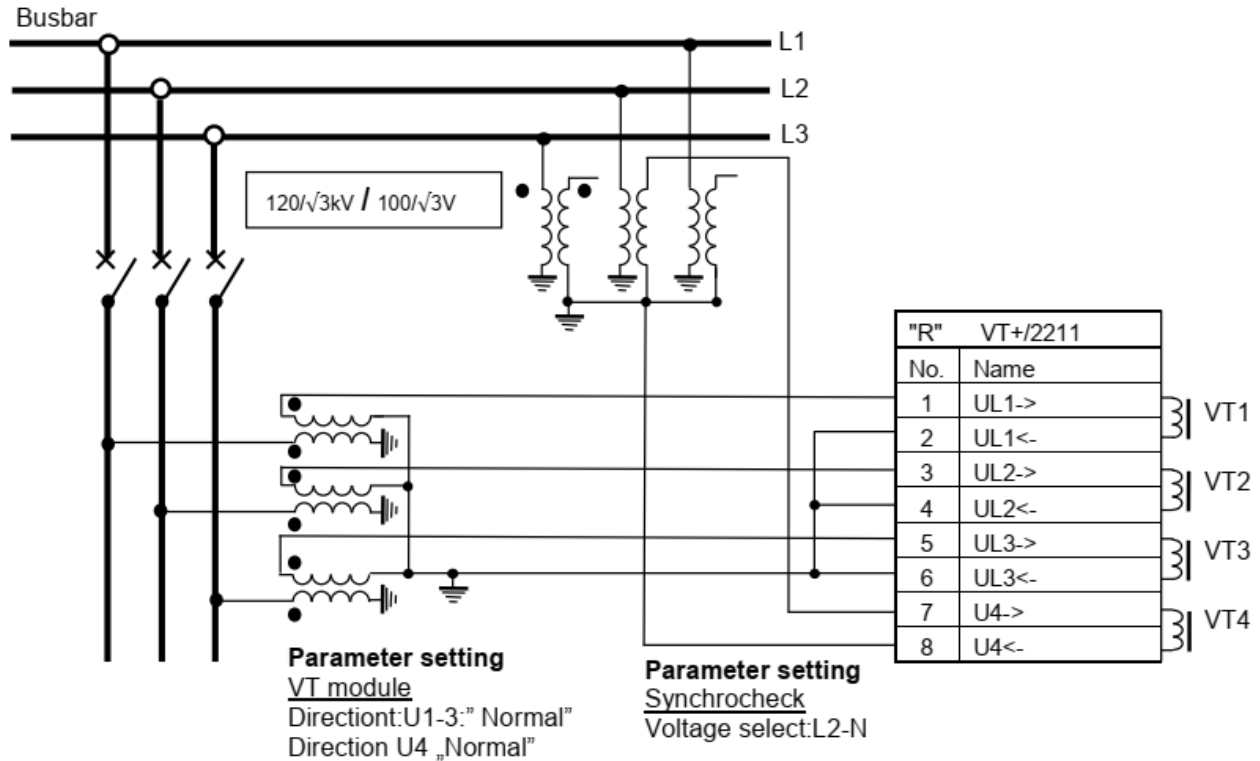 Busbar
L1
L2
L3
120/√3kV / 100/√3V
"R" VT+/2211
No. Name
1 UL1->
2 UL1<-
3 UL2->
4 UL2<-
5 UL3->
6 UL3<-
7 U4->
8 U4<-
VT1
VT2
VT3
VT4
Parameter setting
VT module
Directiont:U1-3:" Normal"
Direction U4 „Normal"
Parameter setting
Synchrocheck
Voltage select:L2-N